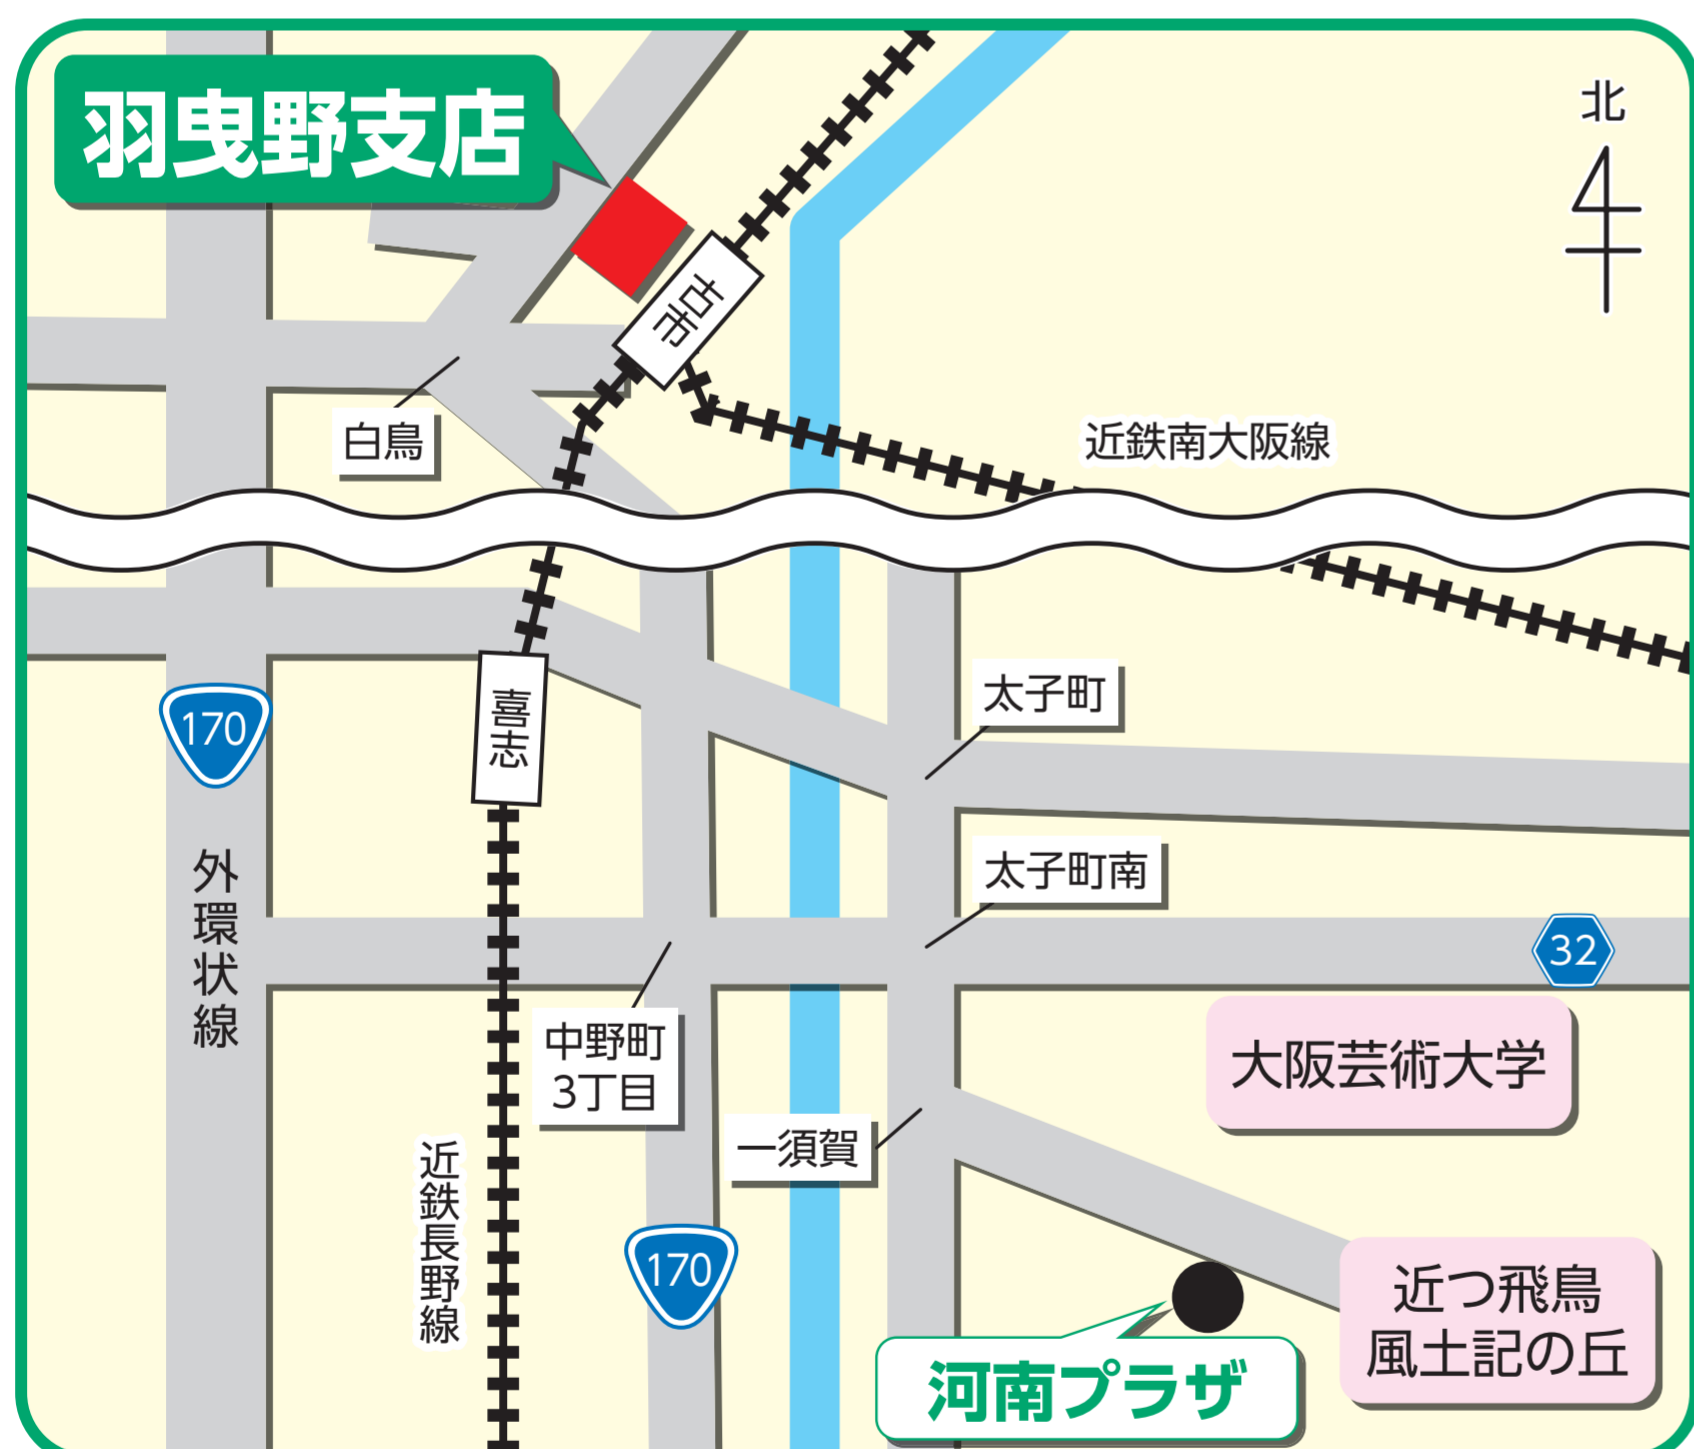 羽曳野支店
北
古市
白鳥
近鉄南大阪線
太子町
170
喜志
外環状線
太子町南
32
中野町
3丁目
大阪芸術大学
一須賀
近鉄長野線
170
近つ飛鳥
風土記の丘
河南プラザ